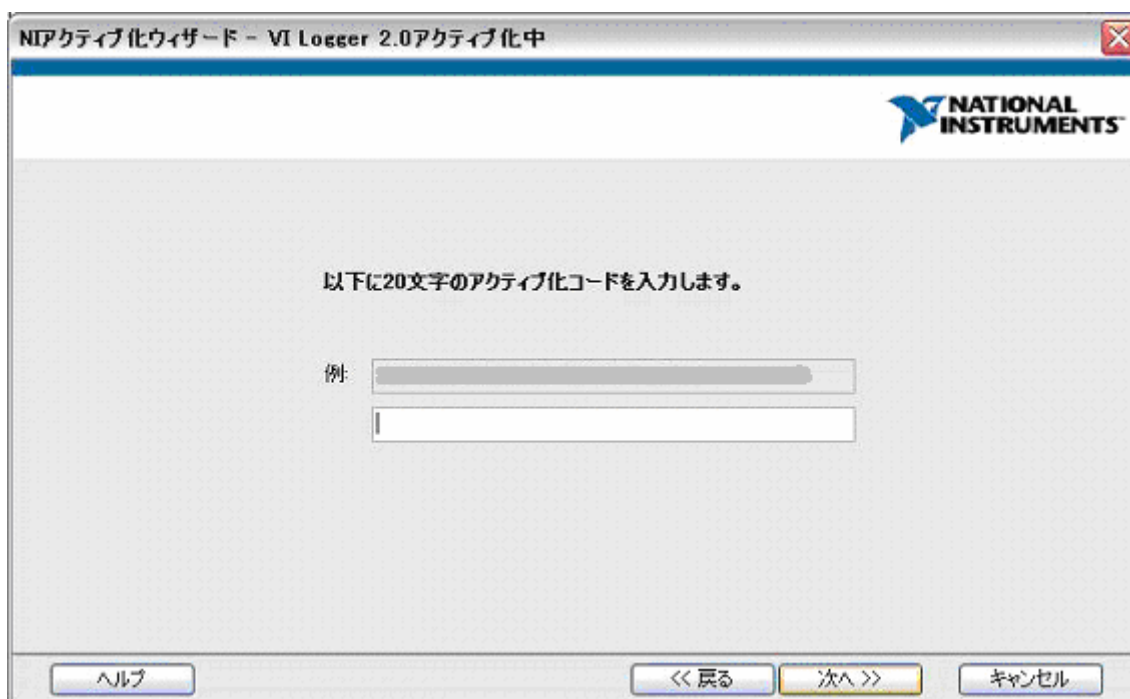 NIアクティブ化ウィザード - VI Logger 2.0アクティブ化中
NATIONAL
INSTRUMENTS
以下に20文字のアクティブ化コードを入力します。
例:
ヘルプ
<< 戻る
次へ >>
キャンセル